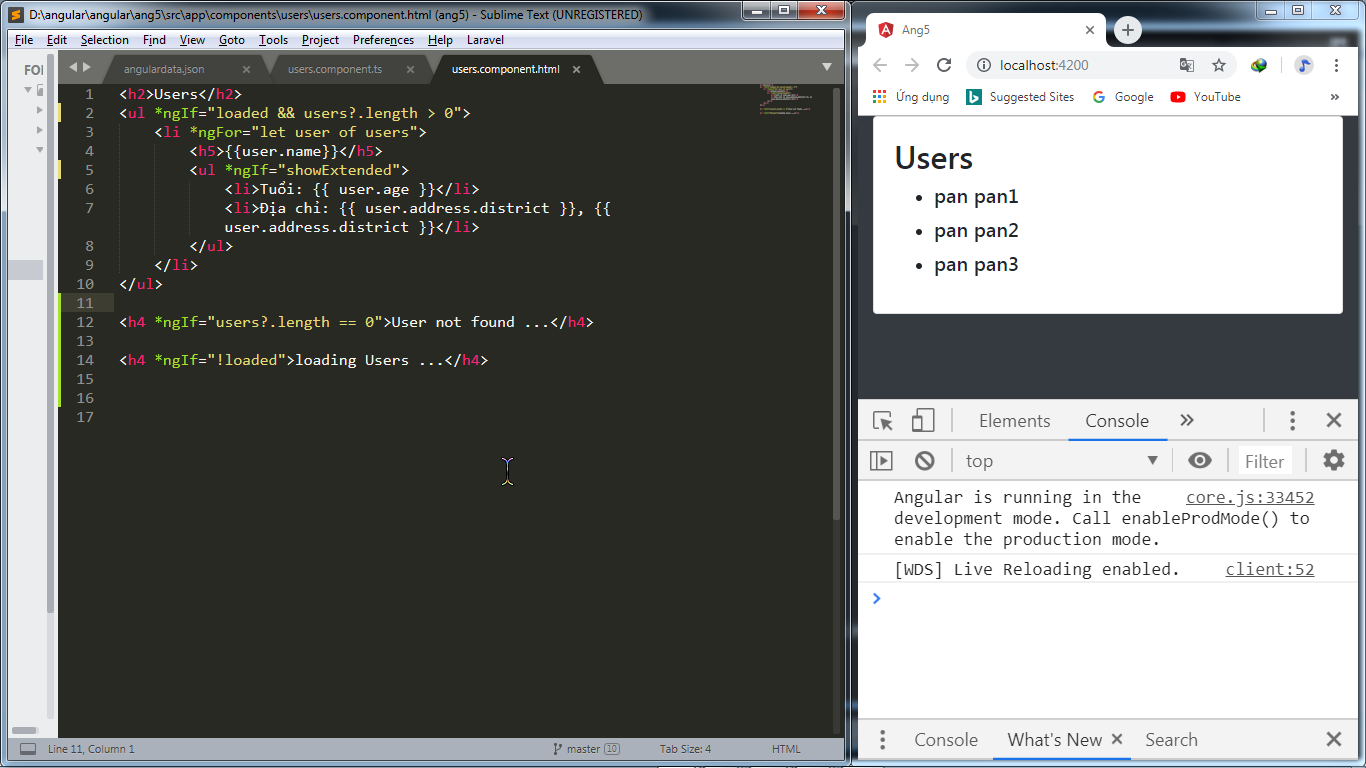 D:\angular\angular\ang5\src\app\components\users\users.component.html (ang5) - Sublime Text (UNREGISTERED)
File Edit Selection Find View Goto Tools Project Preferences Help Laravel
FOL
angulardata.json
users.component.ts
users.component.html
1 <h2>Users</h2>
2 <ul *ngIf="loaded && users?.length > 0">
3 <li *ngFor="let user of users">
4 <h5>{{user.name}}</h5>
5 <ul *ngIf="showExtended">
6 <li>Tuổi: {{ user.age }}</li>
7 <li>Địa chỉ: {{ user.address.district }}, {{
user.address.district }}</li>
8 </ul>
9 </li>
10 </ul>
11
12 <h4 *ngIf="users?.length == 0">User not found ...</h4>
13
14 <h4 *ngIf="!loaded">loading Users ...</h4>
15
16
17
Line 11, Column 1
master 10
Tab Size: 4
HTML
Ang5
localhost:4200
Ứng dụng
Suggested Sites
Google
YouTube
»
Users
• pan pan1
• pan pan2
• pan pan3
Elements
Console
»
top
Filter
Angular is running in the core.js:33452
development mode. Call enableProdMode() to
enable the production mode.
[WDS] Live Reloading enabled. client:52
Console
What's New
Search